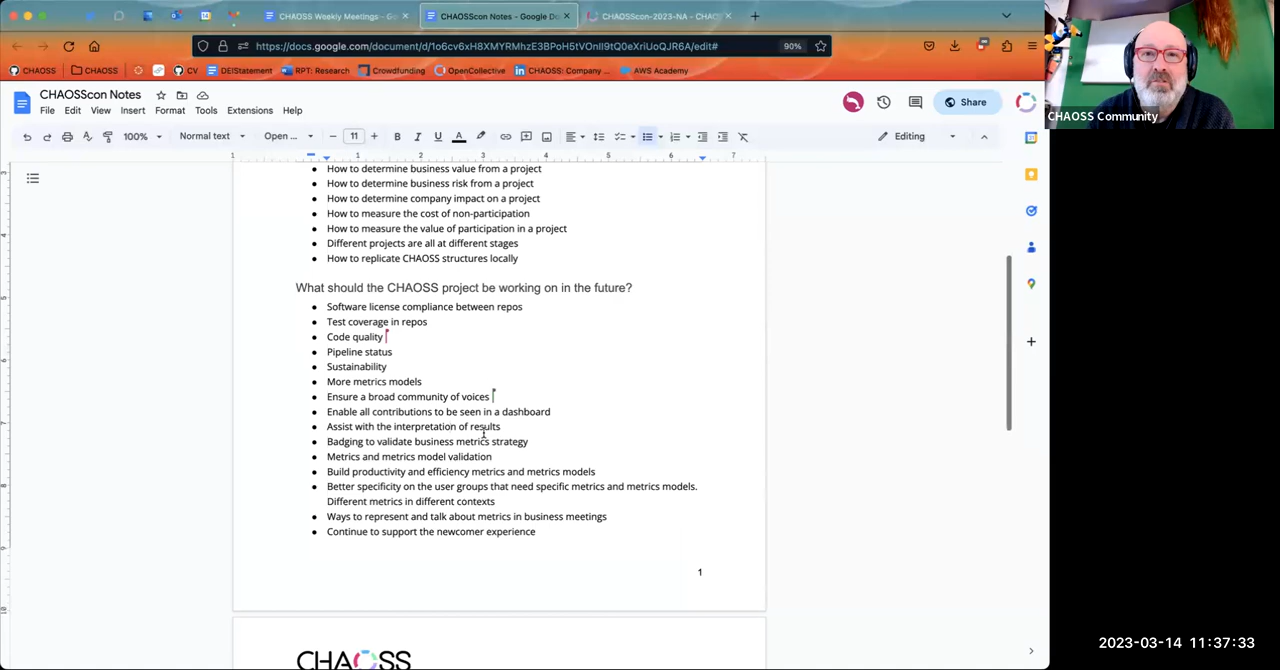 CHAOSS Weekly Meetings – Go
CHAOSScon Notes - Google Do
CHAOSScon-2023-NA - CHAO
https://docs.google.com/document/d/1o6cv6xH8XMYRMhzE3BPoH5tVOnlI9tQ0eXriUoQJR6A/edit#
90%
CHAOSS
CHAOSS
CV
DEIStatement
RPT: Research
Crowdfunding
OpenCollective
CHAOSS: Company ...
AWS Academy
CHAOSScon Notes
File Edit View Insert Format Tools Extensions Help
Share
100% Normal text Open ... 11 Editing
1 1 2 3 4 5 6 7
How to determine business value from a project
How to determine business risk from a project
How to determine company impact on a project
How to measure the cost of non-participation
How to measure the value of participation in a project
Different projects are all at different stages
How to replicate CHAOSS structures locally
What should the CHAOSS project be working on in the future?
Software license compliance between repos
Test coverage in repos
Code quality
Pipeline status
Sustainability
More metrics models
Ensure a broad community of voices
Enable all contributions to be seen in a dashboard
Assist with the interpretation of results
Badging to validate business metrics strategy
Metrics and metrics model validation
Build productivity and efficiency metrics and metrics models
Better specificity on the user groups that need specific metrics and metrics models.
Different metrics in different contexts
Ways to represent and talk about metrics in business meetings
Continue to support the newcomer experience
1
CHAOSS
CHAOSS Community
2023-03-14 11:37:33